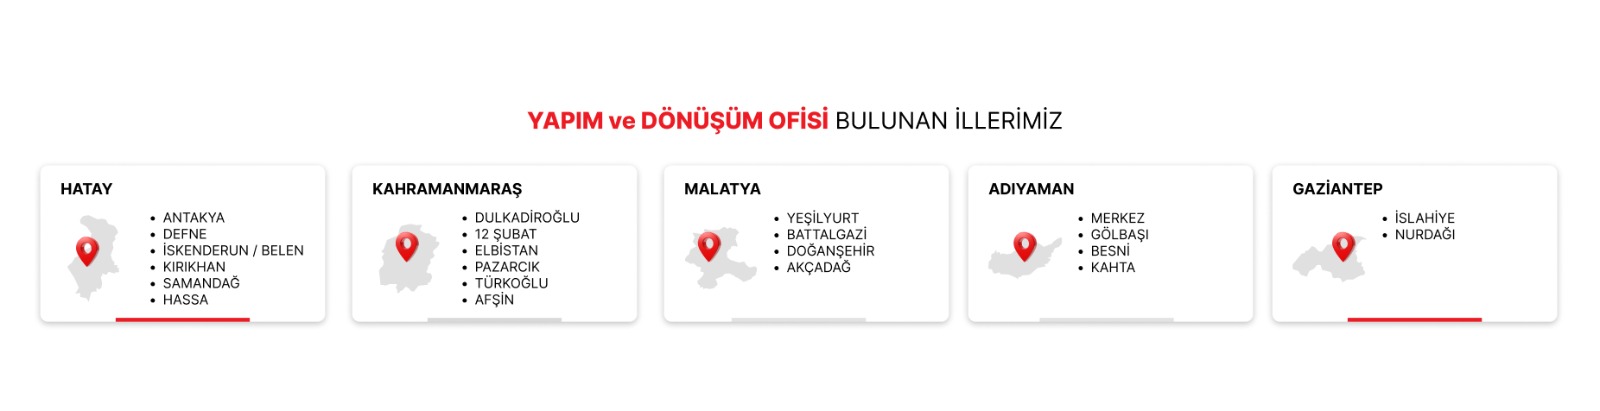 YAPIM ve DÖNÜŞÜM OFİSİ BULUNAN İLLERİMİZ
HATAY
• ANTAKYA
• DEFNE
• İSKENDERUN / BELEN
• KIRIKHAN
• SAMANDAĞ
• HASSA
KAHRAMANMARAŞ
• DULKADİROĞLU
• 12 ŞUBAT
• ELBİSTAN
• PAZARCIK
• TÜRKOĞLU
• AFŞİN
MALATYA
• YEŞİLYURT
• BATTALGAZİ
• DOĞANŞEHİR
• AKÇADAĞ
ADIYAMAN
• MERKEZ
• GÖLBAŞI
• BESNİ
• KAHTA
GAZİANTEP
• İSLAHİYE
• NURDAĞI